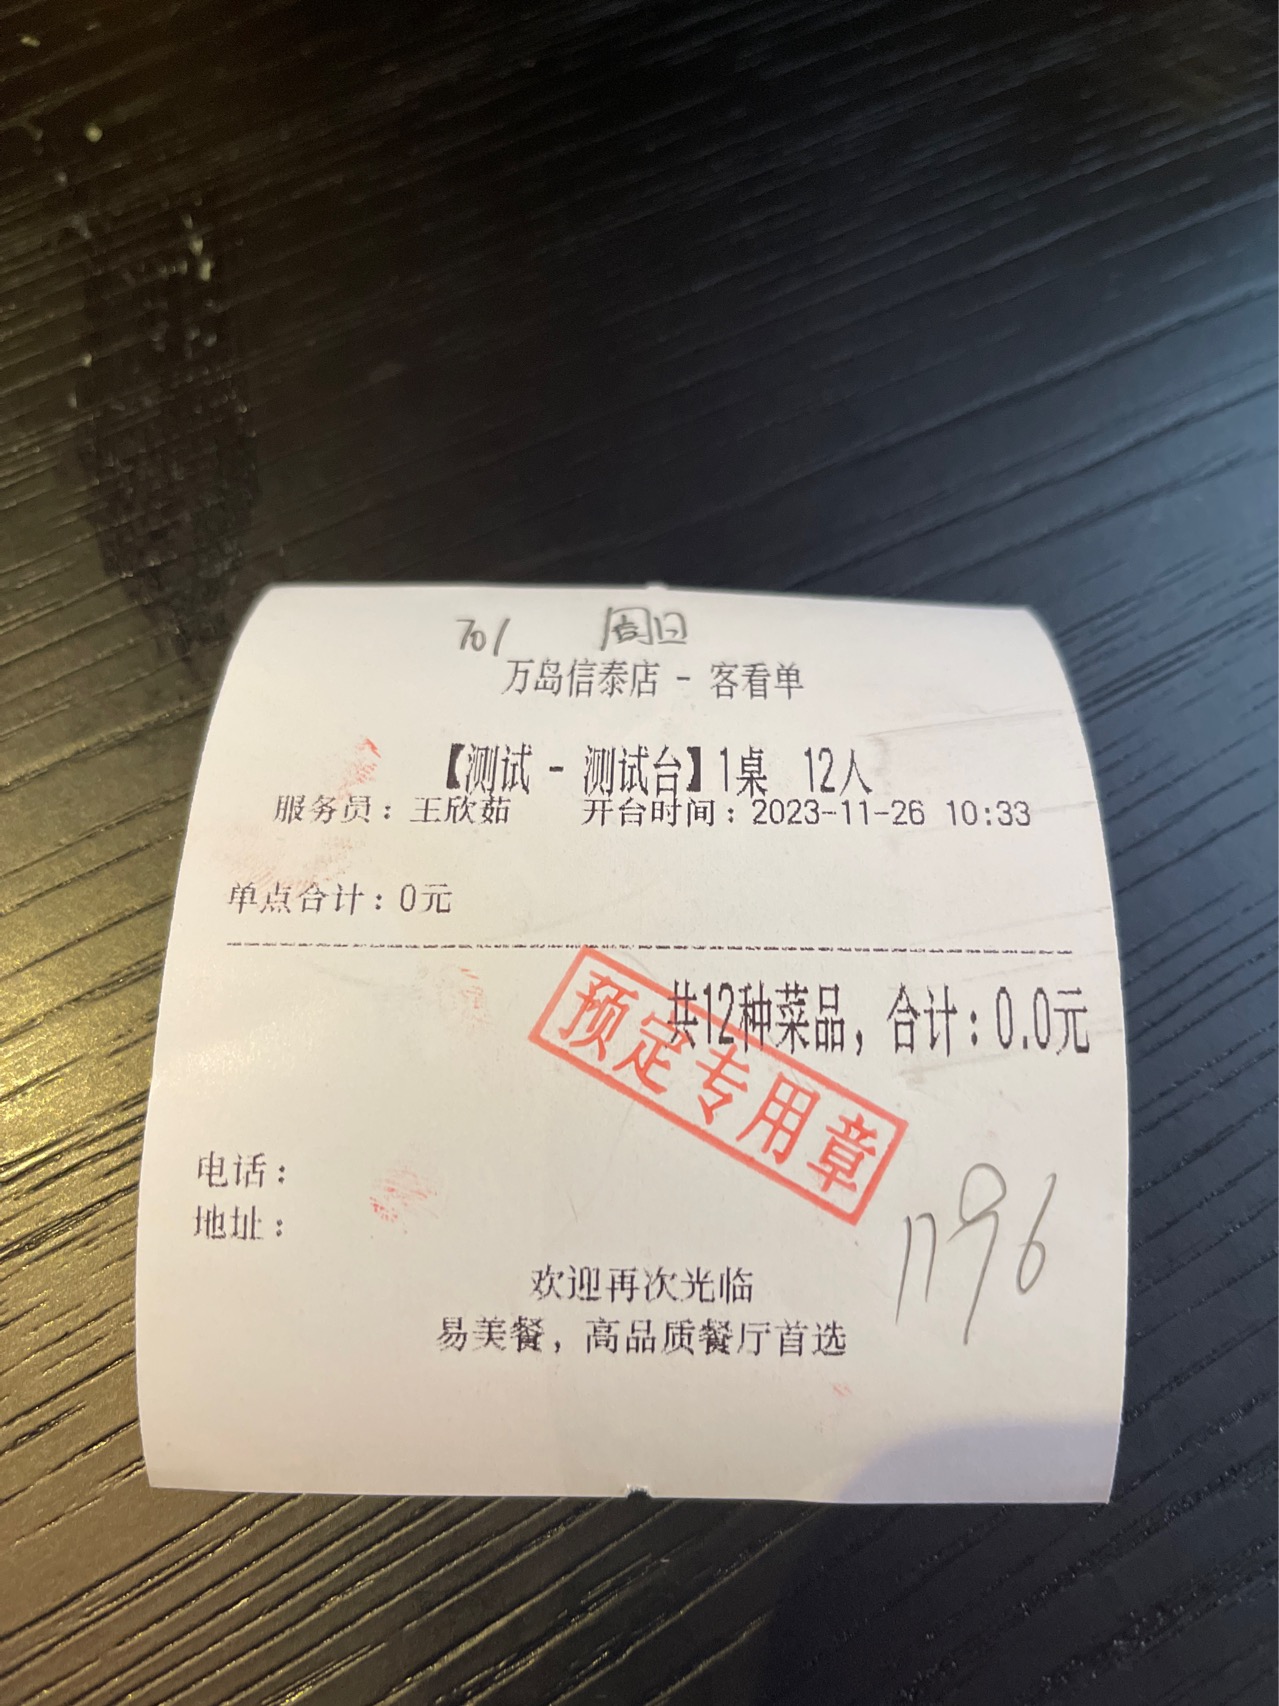 701 周日
万岛信泰店 - 客看单
【测试 - 测试台】1桌 12人
服务员：王欣茹 开台时间：2023-11-26 10:33
单点合计：0元
共12种菜品，合计：0.0元
预定专用章
电话：
地址：
1196
欢迎再次光临
易美餐，高品质餐厅首选